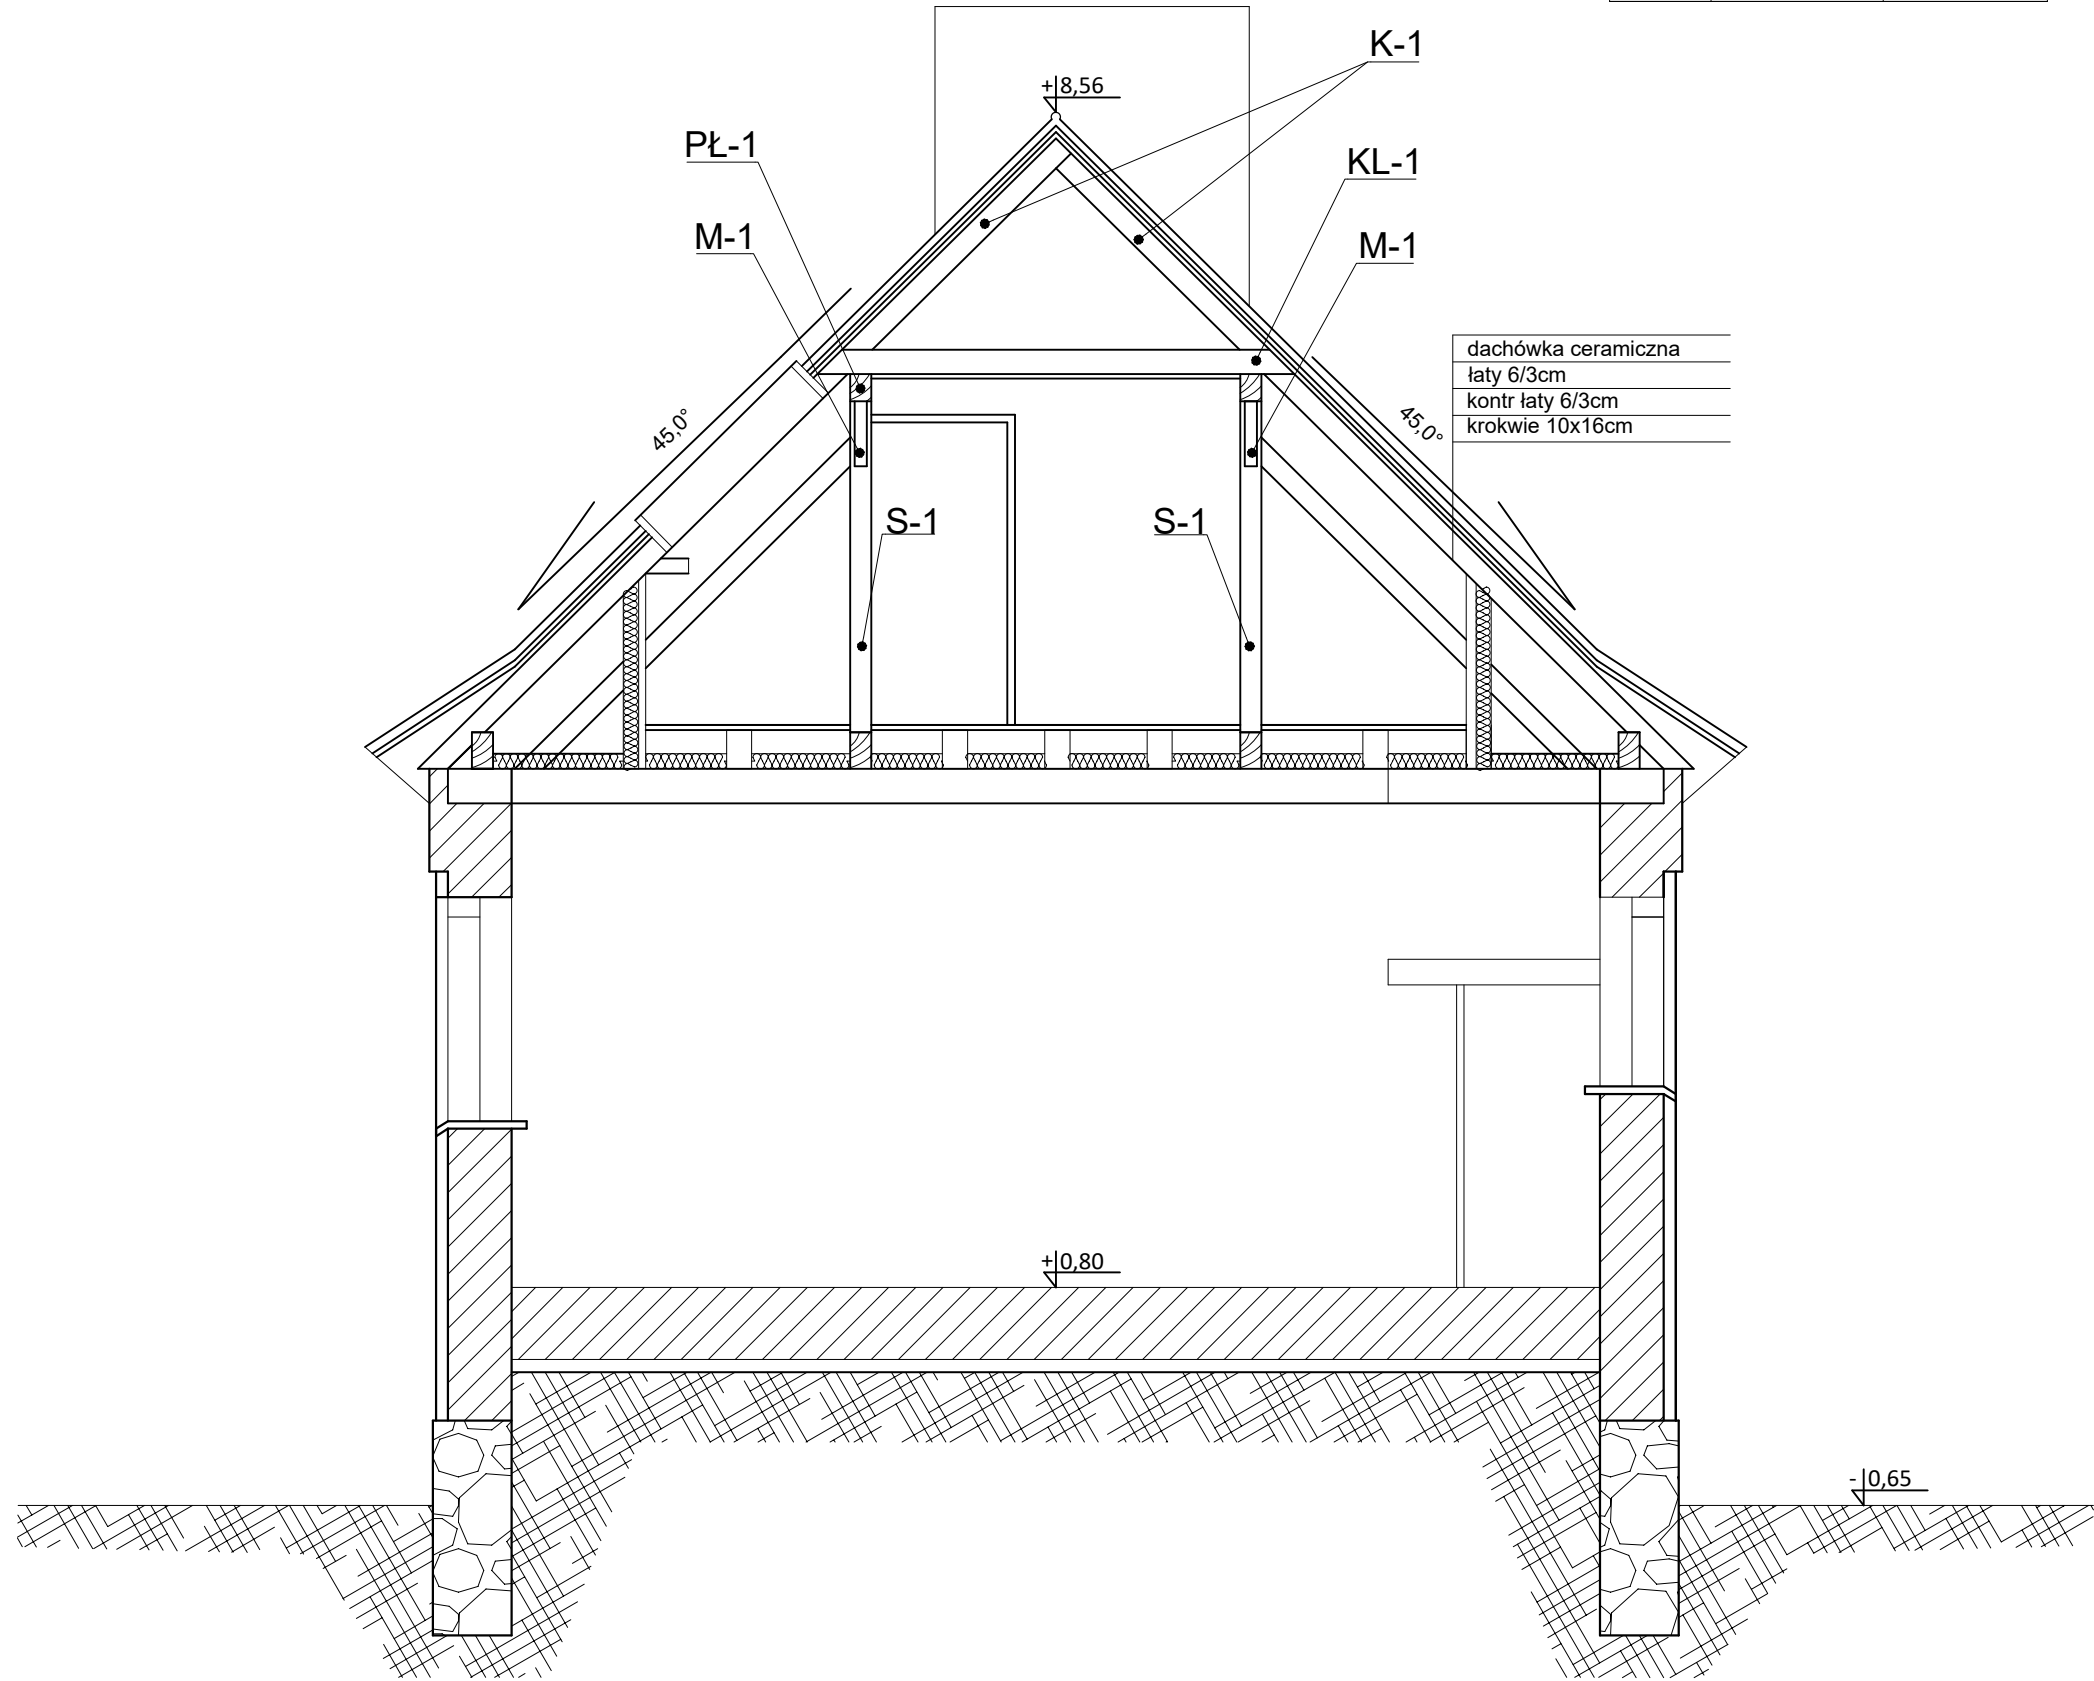 K-1
+8,56
PŁ-1
KL-1
M-1
M-1
dachówka ceramiczna
łaty 6/3cm
kontr łaty 6/3cm
krokwie 10x16cm
45,0°
45,0°
S-1
S-1
+0,80
-0,65